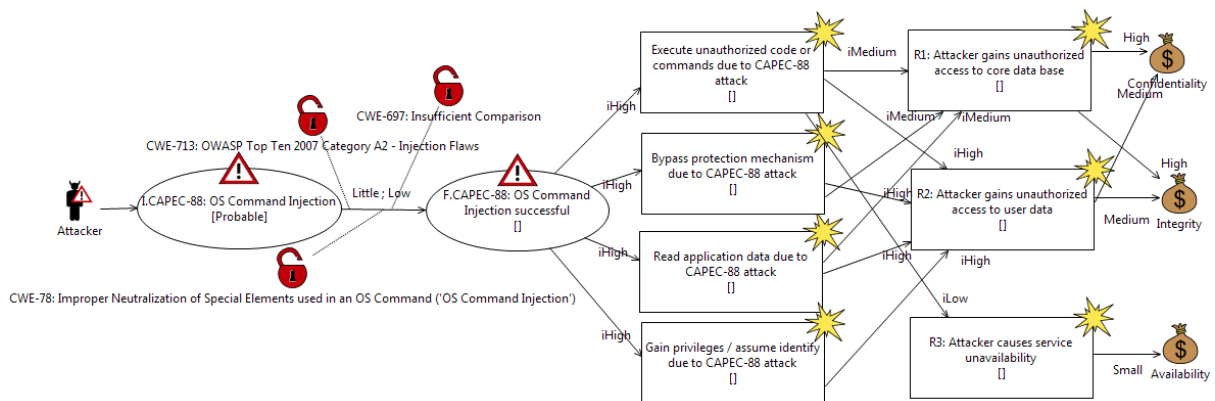 Attacker
I.CAPEC-88: OS Command Injection
[Probable]
CWE-713: OWASP Top Ten 2007 Category A2 - Injection Flaws
CWE-697: Insufficient Comparison
CWE-78: Improper Neutralization of Special Elements used in an OS Command ('OS Command Injection')
Little ; Low
F.CAPEC-88: OS Command
Injection successful
[]
iHigh
iHigh
iHigh
iHigh
Execute unauthorized code or
commands due to CAPEC-88
attack
[]
Bypass protection mechanism
due to CAPEC-88 attack
[]
Read application data due to
CAPEC-88 attack
[]
Gain privileges / assume identify
due to CAPEC-88 attack
[]
iMedium
iMedium
iMedium
iHigh
iHigh
iHigh
iHigh
iLow
R1: Attacker gains unauthorized
access to core data base
[]
R2: Attacker gains unauthorized
access to user data
[]
R3: Attacker causes service
unavailability
[]
High
Medium
High
Medium
Small
$
Confidentiality
$
Integrity
$
Availability